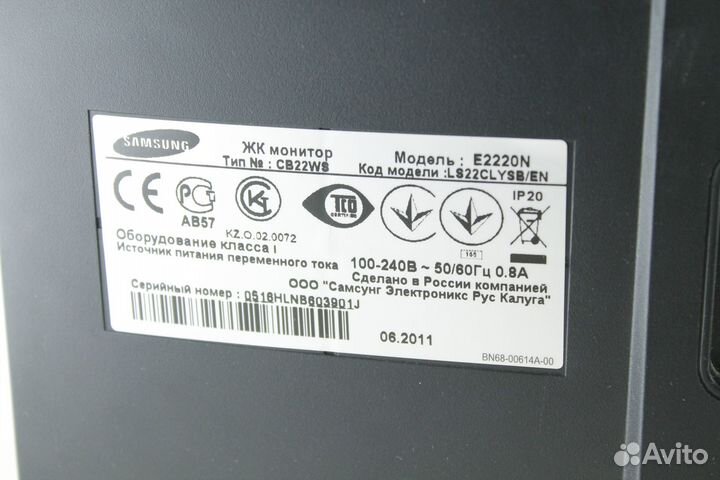 SAMSUNG
ЖК монитор
Тип № : CB22WS
Модель : E2220N
Код модели :LS22CLYSB/EN
CE
АВ57
KZ.O.02.0072
TCO
IP20
Оборудование класса I
Источник питания переменного тока 100-240В ~ 50/60Гц 0.8А
Сделано в России компанией
ООО "Самсунг Электроникс Рус Калуга"
Серийный номер : 0516HLNB603901J
06.2011
BN68-00614A-00
Avito